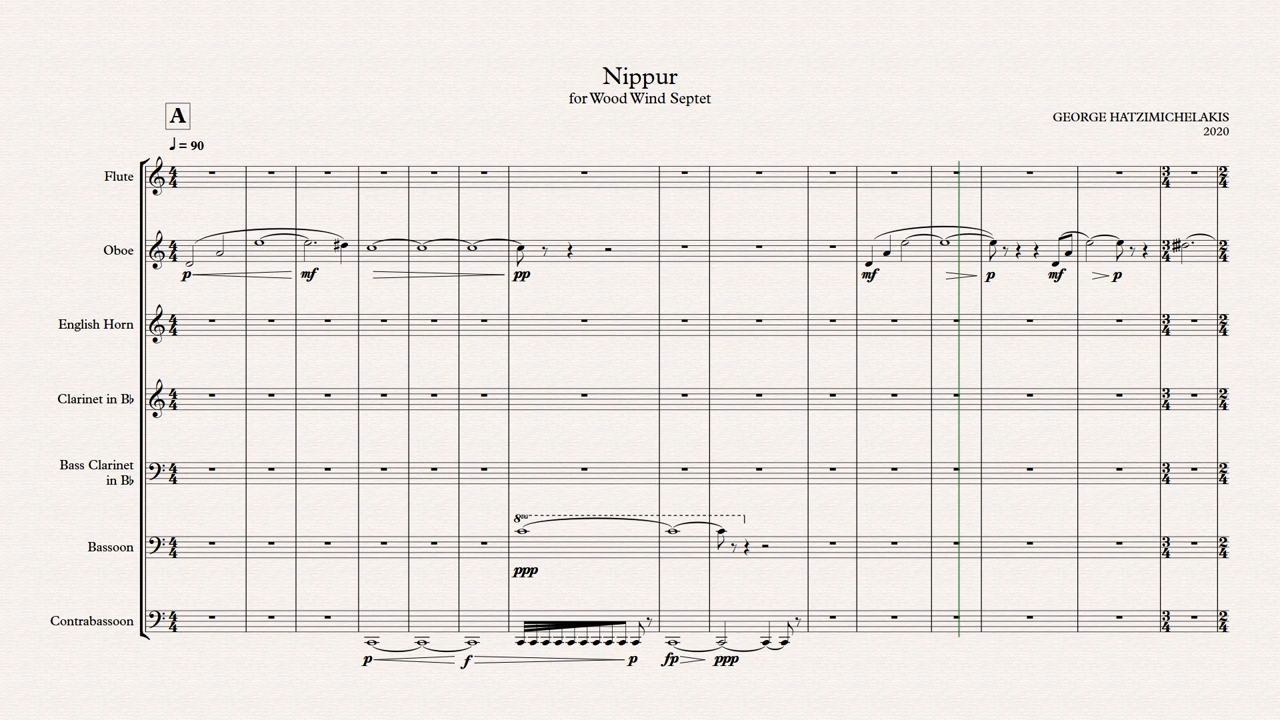 Nippur
for Wood Wind Septet
A
GEORGE HATZIMICHELAKIS
2020
♩= 90
Flute
Oboe
p mf pp mf p mf p
English Horn
Clarinet in B♭
Bass Clarinet
in B♭
8va
Bassoon
ppp
Contrabassoon
p f p fp ppp